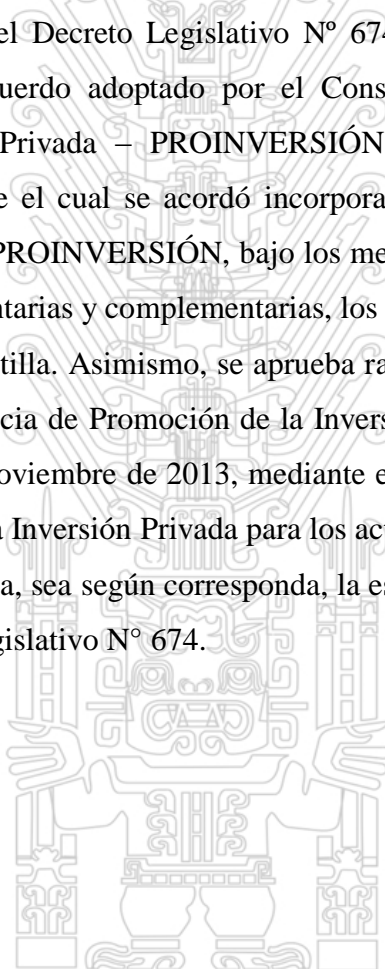 el Decreto Legislativo Nº 674
uerdo adoptado por el Cons
Privada – PROINVERSIÓN
e el cual se acordó incorpora
PROINVERSIÓN, bajo los me
ntarias y complementarias, los
tilla. Asimismo, se aprueba ra
cia de Promoción de la Invers
oviembre de 2013, mediante e
a Inversión Privada para los acu
a, sea según corresponda, la es
gislativo N° 674.